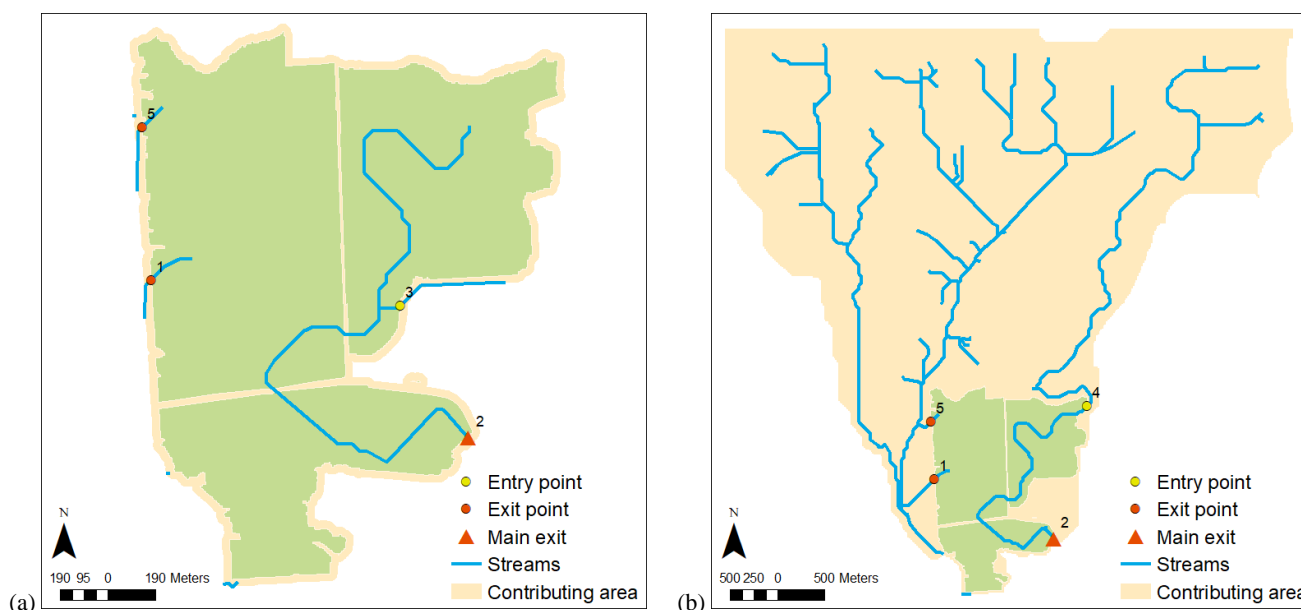 5
1
3
2
N
Entry point
Exit point
Main exit
Streams
Contributing area
190 95 0 190 Meters
(a)
4
5
1
2
N
Entry point
Exit point
Main exit
Streams
Contributing area
500 250 0 500 Meters
(b)